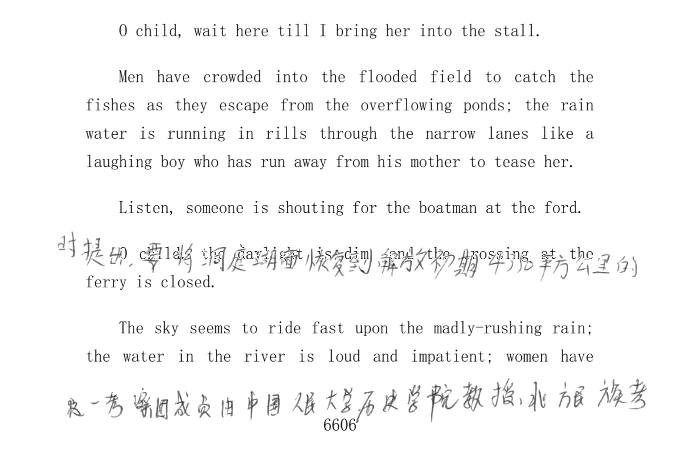 O child, wait here till I bring her into the stall.
Men have crowded into the flooded field to catch the
fishes as they escape from the overflowing ponds; the rain
water is running in rills through the narrow lanes like a
laughing boy who has run away from his mother to tease her.
Listen, someone is shouting for the boatman at the ford.
O child, the daylight is dim, and the crossing at the
时提出,要将洞庭湖面恢复到解放初期4350平方公里的
ferry is closed.
The sky seems to ride fast upon the madly-rushing rain;
the water in the river is loud and impatient; women have
这一考察团成员由中国人民大学历史学院教授、北方民族考
6606